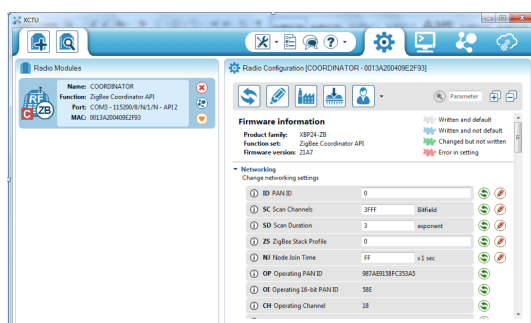 XCTU
Radio Modules
Name: COORDINATOR
Function: ZigBee Coordinator API
Port: COM3 - 115200/8/N/1/N - API 2
MAC: 0013A200409E2F93
Radio Configuration [COORDINATOR - 0013A200409E2F93]
Parameter
Firmware information
Product family: XBP24-ZB
Function set: ZigBee Coordinator API
Firmware version: 21A7
Written and default
Written and not default
Changed but not written
Error in setting
Networking
Change networking settings
ID PAN ID 0
SC Scan Channels 3FFF Bitfield
SD Scan Duration 3 exponent
ZS ZigBee Stack Profile 0
NJ Node Join Time FF x 1 sec
OP Operating PAN ID 987AE9158FC353A5
OI Operating 16-bit PAN ID 58E
CH Operating Channel 18